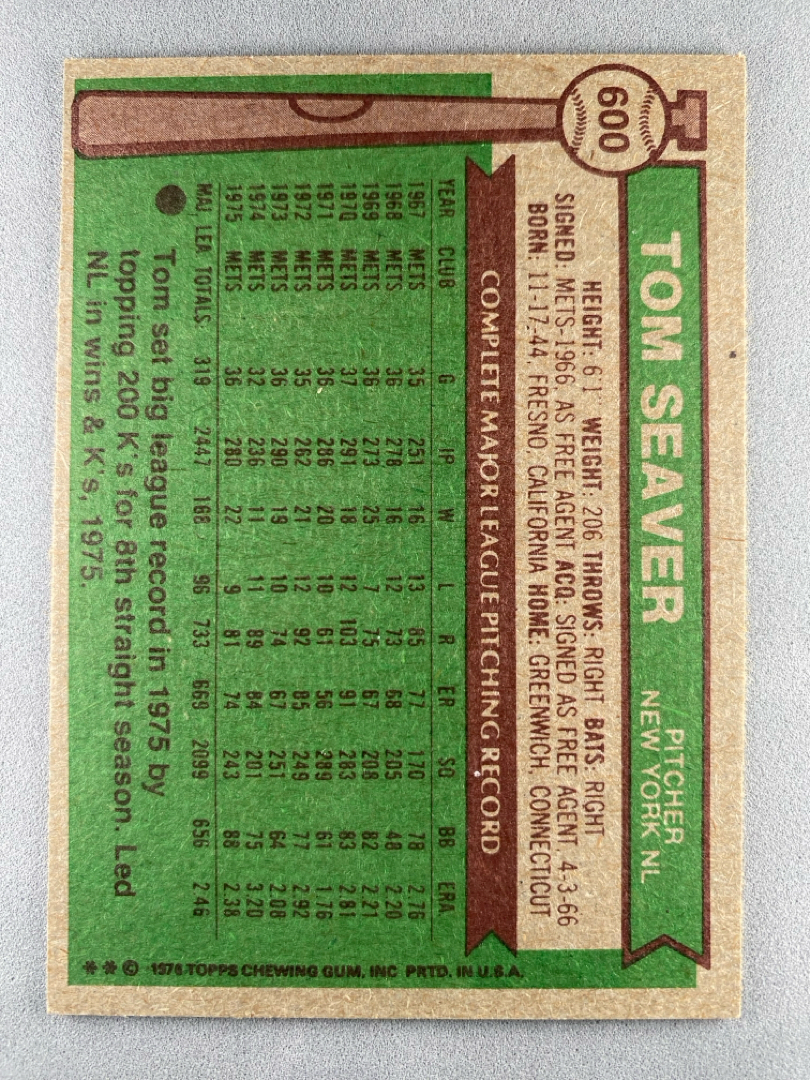 600
TOM SEAVER
PITCHER
NEW YORK NL
HEIGHT: 6'1 WEIGHT: 206 THROWS: RIGHT BATS: RIGHT
SIGNED: METS-1966, AS FREE AGENT ACQ: SIGNED AS FREE AGENT, 4-3-66
BORN: 11-17-44, FRESNO, CALIFORNIA HOME: GREENWICH, CONNECTICUT
COMPLETE MAJOR LEAGUE PITCHING RECORD
YEAR CLUB G IP W L R ER SO BB ERA
1967 METS 35 251 16 13 85 77 170 78 2.76
1968 METS 36 278 16 12 73 68 205 48 2.20
1969 METS 36 273 25 7 75 67 208 82 2.21
1970 METS 37 291 18 12 103 91 283 83 2.81
1971 METS 36 286 20 10 61 56 289 61 1.76
1972 METS 35 262 21 12 92 85 249 77 2.92
1973 METS 36 290 19 10 74 67 251 64 2.08
1974 METS 32 236 11 11 89 84 201 75 3.20
1975 METS 36 280 22 9 81 74 243 88 2.38
MAJ. LEA. TOTALS 319 2447 168 96 733 669 2099 656 2.46
Tom set big league record in 1975 by
topping 200 K's for 8th straight season. Led
NL in wins & K's, 1975.
** © 1976 TOPPS CHEWING GUM, INC. PRTD. IN U.S.A.